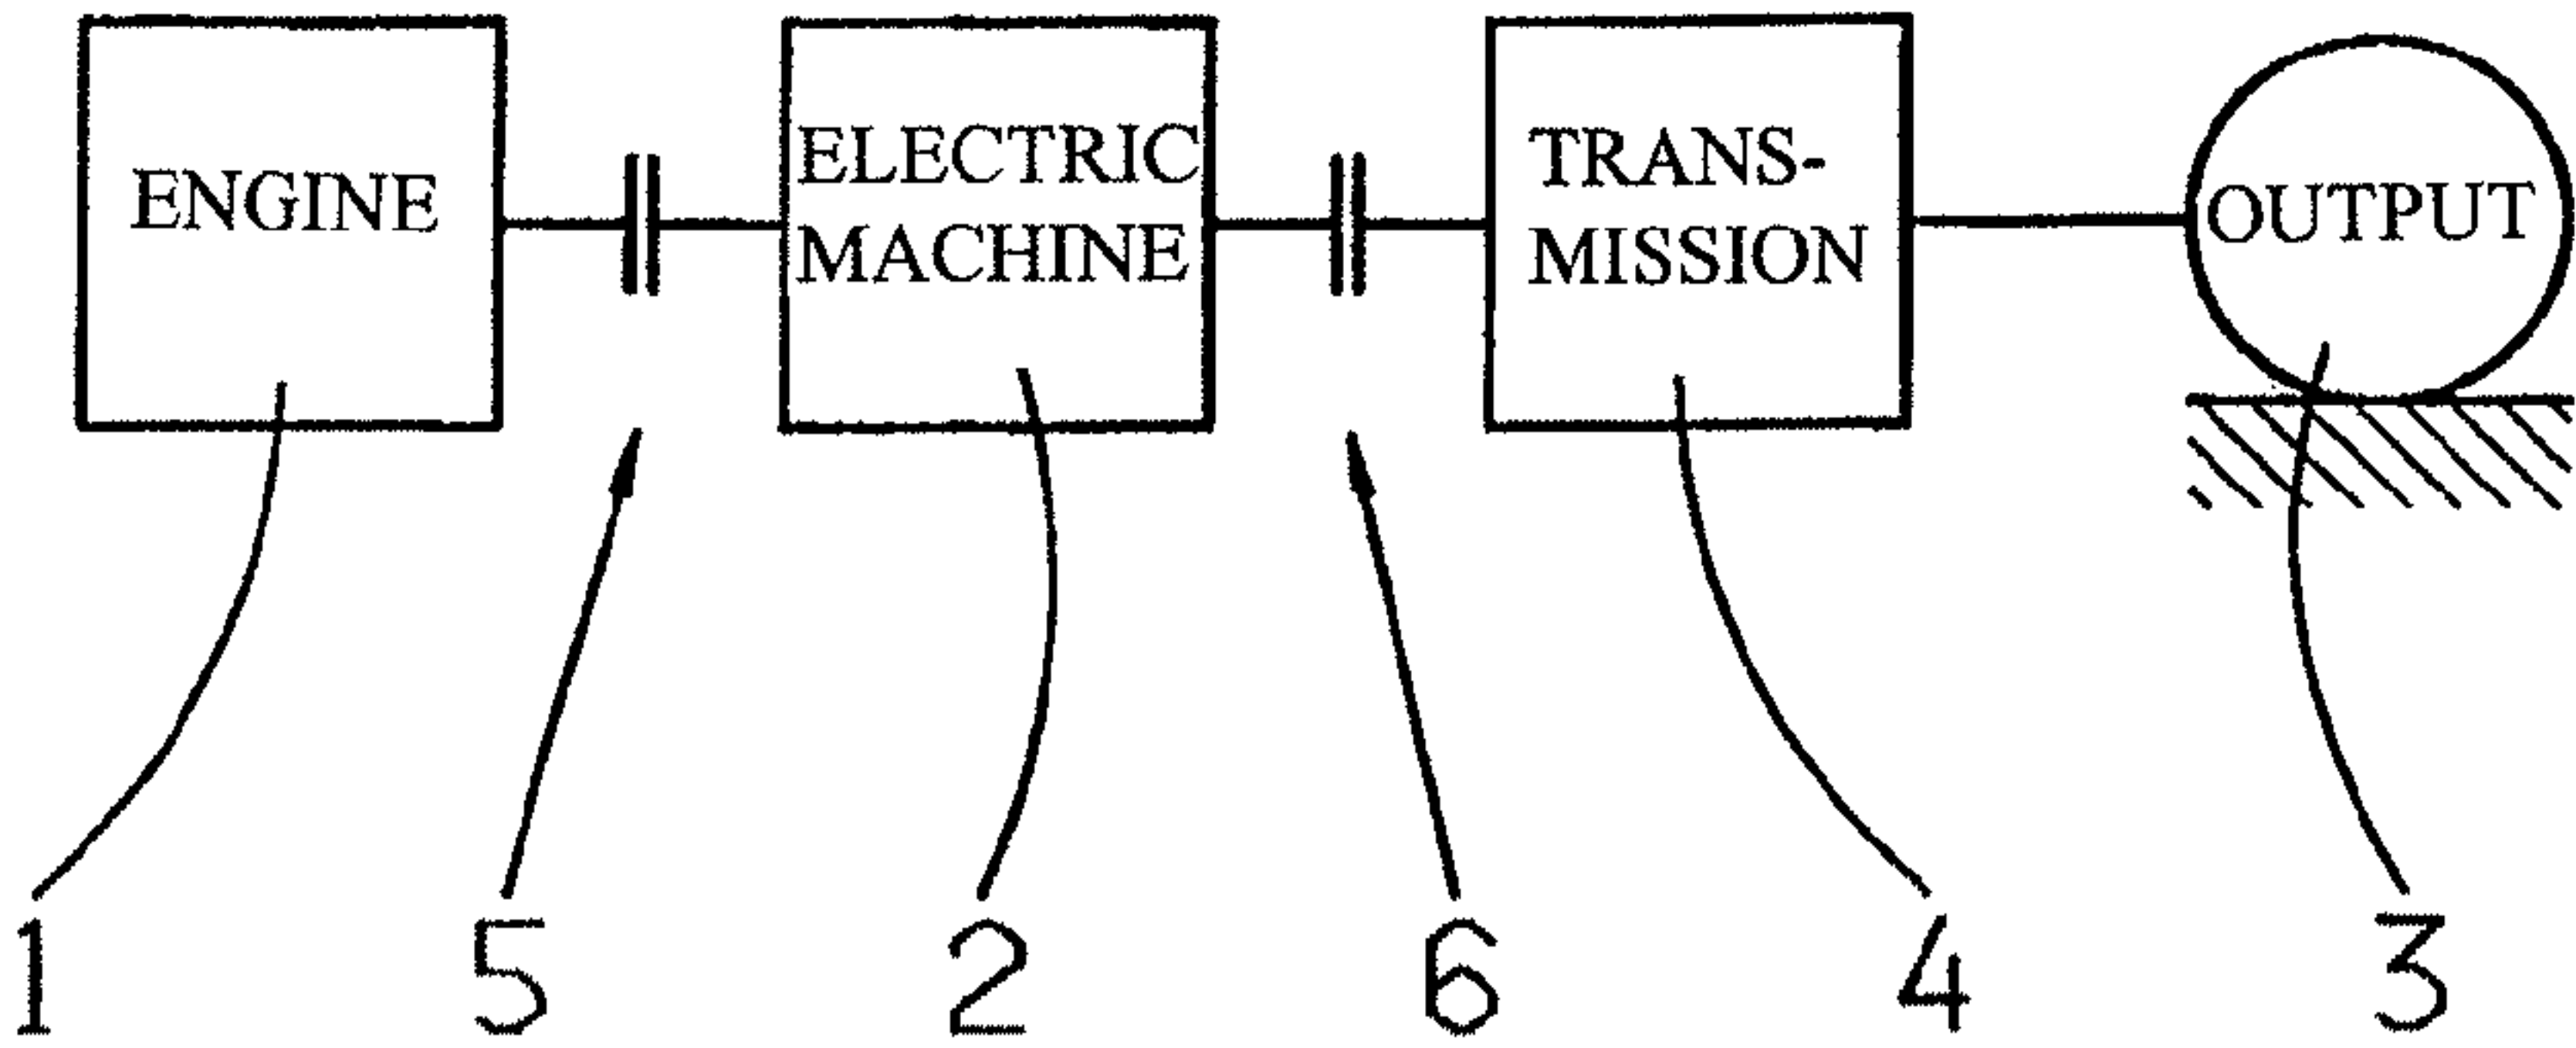 ENGINE
ELECTRIC
MACHINE
TRANS-
MISSION
OUTPUT
1
5
2
6
4
3